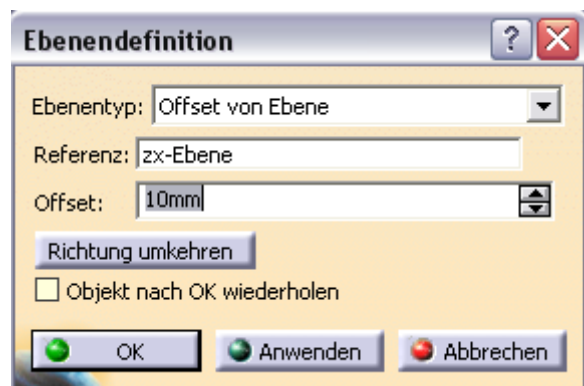 Ebenendefinition
Ebenentyp: Offset von Ebene
Referenz: zx-Ebene
Offset: 10mm
Richtung umkehren
Objekt nach OK wiederholen
OK Anwenden Abbrechen